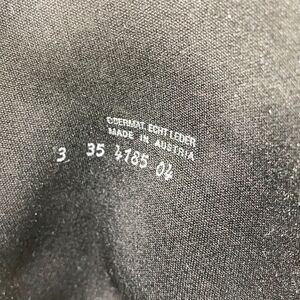 OBERMAT. ECHT LEDER
MADE IN AUSTRIA
3 35 4185 04